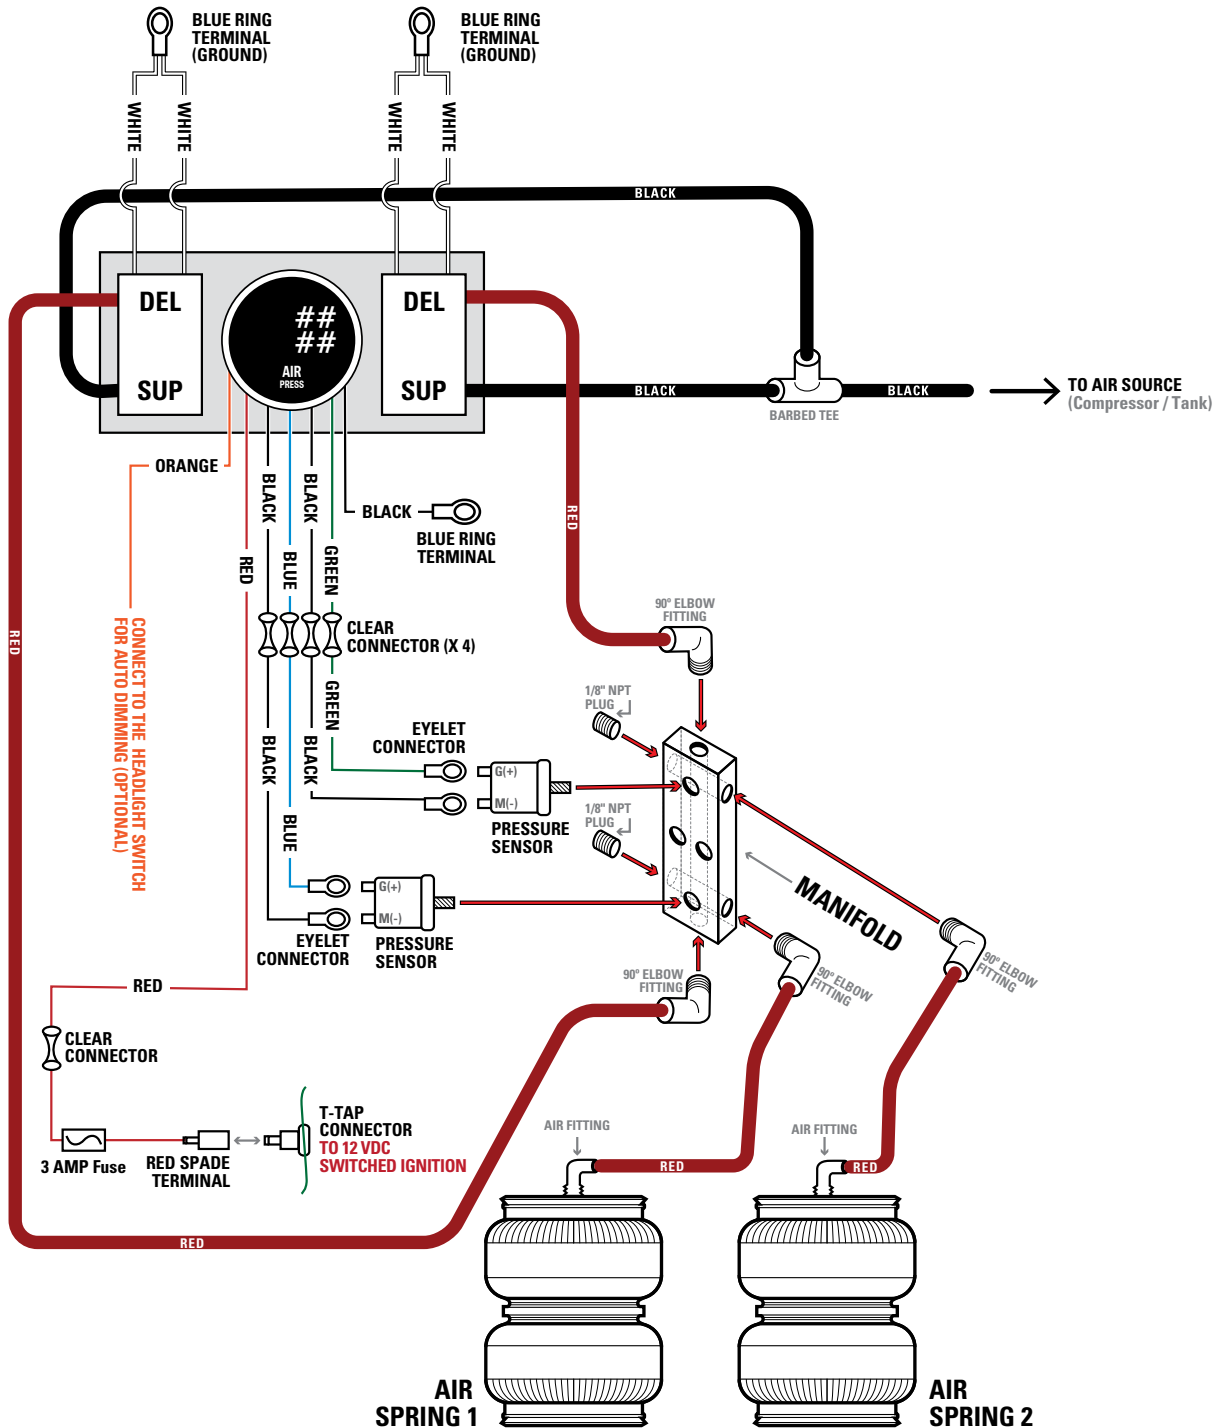 BLUE RING
TERMINAL
(GROUND)
BLUE RING
TERMINAL
(GROUND)
WHITE
WHITE
WHITE
WHITE
BLACK
DEL
SUP
##
##
AIR
PRESS
DEL
SUP
BLACK
BARBED TEE
BLACK
TO AIR SOURCE
(Compressor / Tank)
ORANGE
BLACK
BLACK
BLACK
BLUE RING
TERMINAL
RED
BLUE
GREEN
RED
RED
CONNECT TO THE HEADLIGHT SWITCH
FOR AUTO DIMMING (OPTIONAL)
CLEAR
CONNECTOR (X 4)
90º ELBOW
FITTING
GREEN
1/8" NPT
PLUG
BLACK
BLACK
EYELET
CONNECTOR
G(+)
M(-)
PRESSURE
SENSOR
1/8" NPT
PLUG
BLUE
G(+)
M(-)
EYELET
CONNECTOR
PRESSURE
SENSOR
MANIFOLD
90º ELBOW
FITTING
90º ELBOW
FITTING
90º ELBOW
FITTING
RED
CLEAR
CONNECTOR
3 AMP Fuse
RED SPADE
TERMINAL
T-TAP
CONNECTOR
TO 12 VDC
SWITCHED IGNITION
AIR FITTING
RED
AIR FITTING
RED
RED
AIR
SPRING 1
AIR
SPRING 2